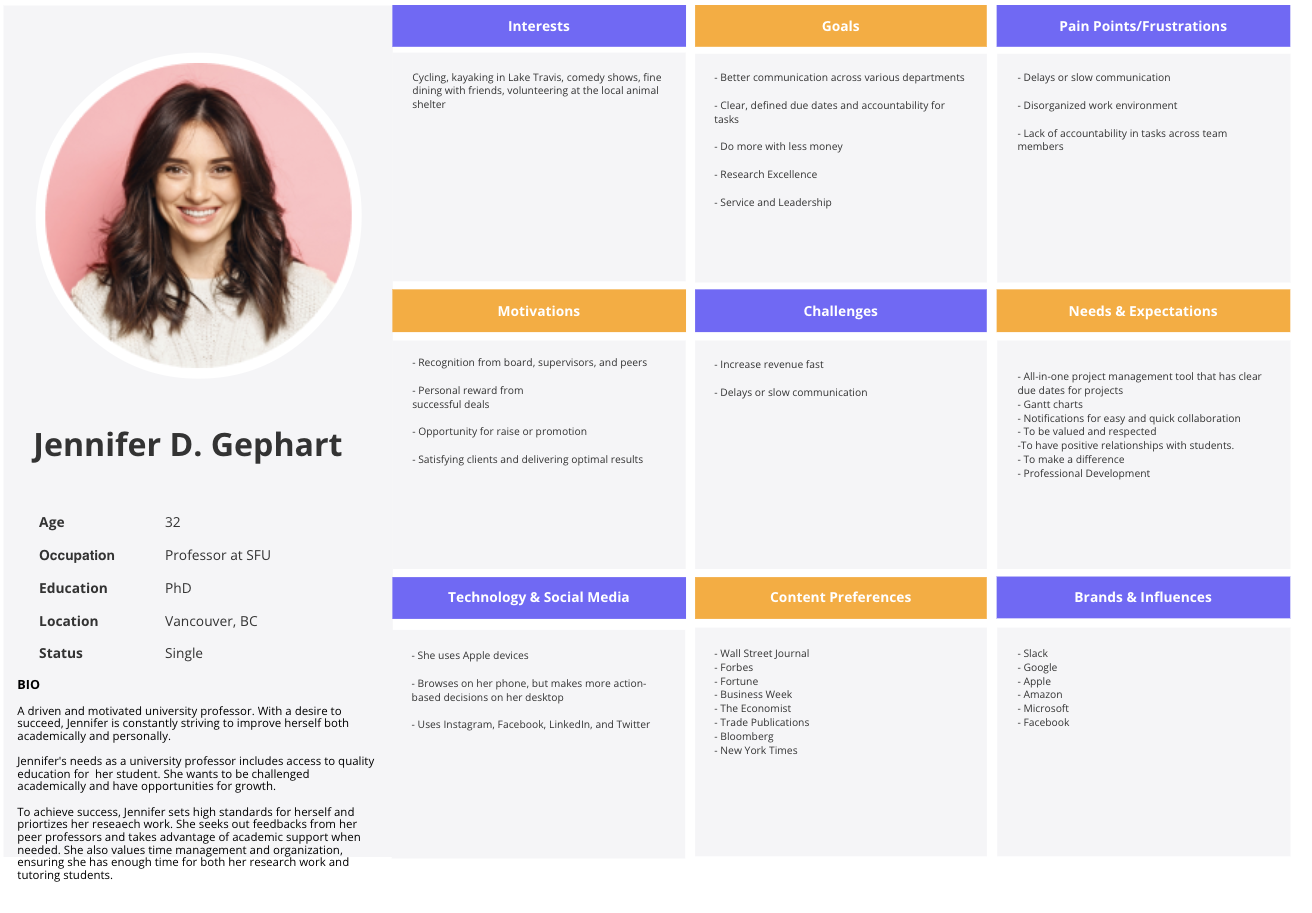 Jennifer D. Gephart
Age 32
Occupation Professor at SFU
Education PhD
Location Vancouver, BC
Status Single
BIO
A driven and motivated university professor. With a desire to
succeed, Jennifer is constantly striving to improve herself both
academically and personally.
Jennifer's needs as a university professor includes access to quality
education for  her student. She wants to be challenged
academically and have opportunities for growth.
To achieve success, Jennifer sets high standards for herself and
priortizes her reseaech work. She seeks out feedbacks from her
peer professors and takes advantage of academic support when
needed. She also values time management and organization,
ensuring she has enough time for both her research work and
tutoring students.
Interests
Cycling, kayaking in Lake Travis, comedy shows, fine
dining with friends, volunteering at the local animal
shelter
Goals
- Better communication across various departments
- Clear, defined due dates and accountability for
tasks
- Do more with less money
- Research Excellence
- Service and Leadership
Pain Points/Frustrations
- Delays or slow communication
- Disorganized work environment
- Lack of accountability in tasks across team
members
Motivations
- Recognition from board, supervisors, and peers
- Personal reward from
successful deals
- Opportunity for raise or promotion
- Satisfying clients and delivering optimal results
Challenges
- Increase revenue fast
- Delays or slow communication
Needs & Expectations
- All-in-one project management tool that has clear
due dates for projects
- Gantt charts
- Notifications for easy and quick collaboration
- To be valued and respected
-To have positive relationships with students.
- To make a difference
- Professional Development
Technology & Social Media
- She uses Apple devices
- Browses on her phone, but makes more action-
based decisions on her desktop
- Uses Instagram, Facebook, LinkedIn, and Twitter
Content Preferences
- Wall Street Journal
- Forbes
- Fortune
- Business Week
- The Economist
- Trade Publications
- Bloomberg
- New York Times
Brands & Influences
- Slack
- Google
- Apple
- Amazon
- Microsoft
- Facebook